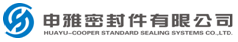 申雅密封件有限公司
HUAYU-COOPER STANDARD SEALING SYSTEMS CO.,LTD.